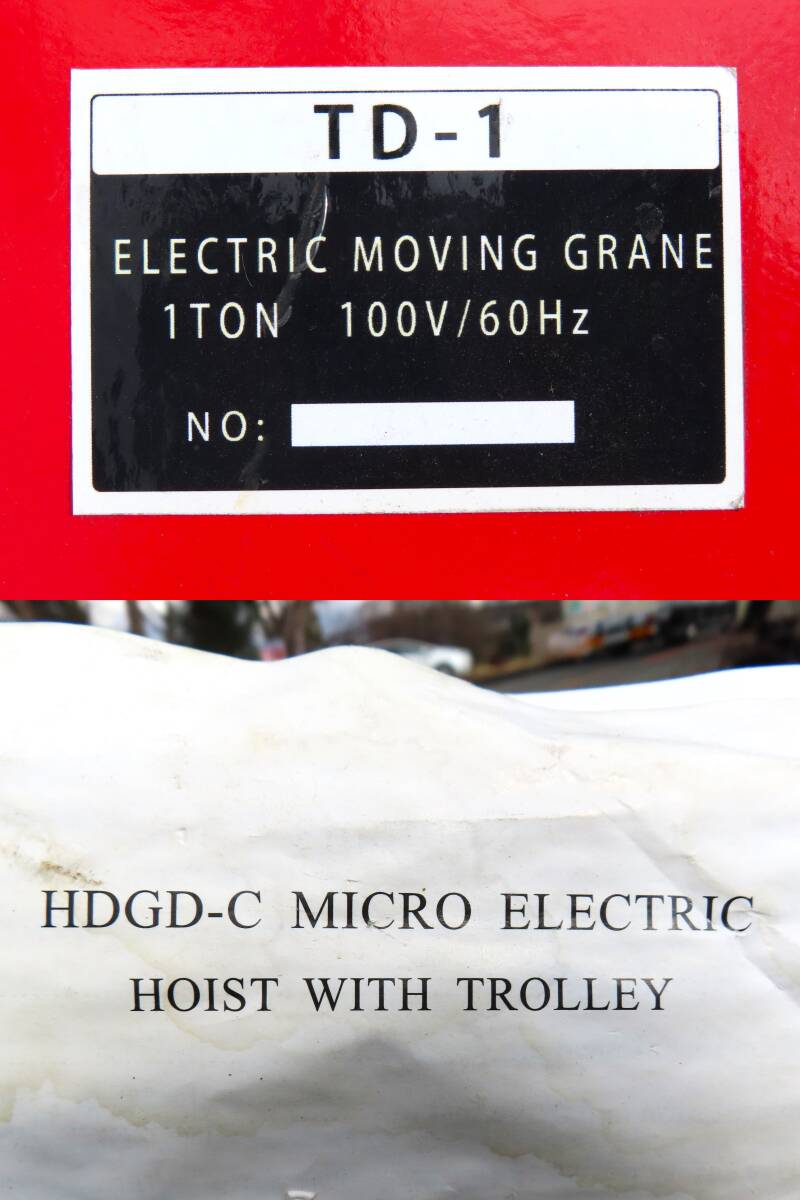 TD-1
ELECTRIC MOVING GRANE
1TON 100V/60Hz
NO:
HDGD-C MICRO ELECTRIC
HOIST WITH TROLLEY